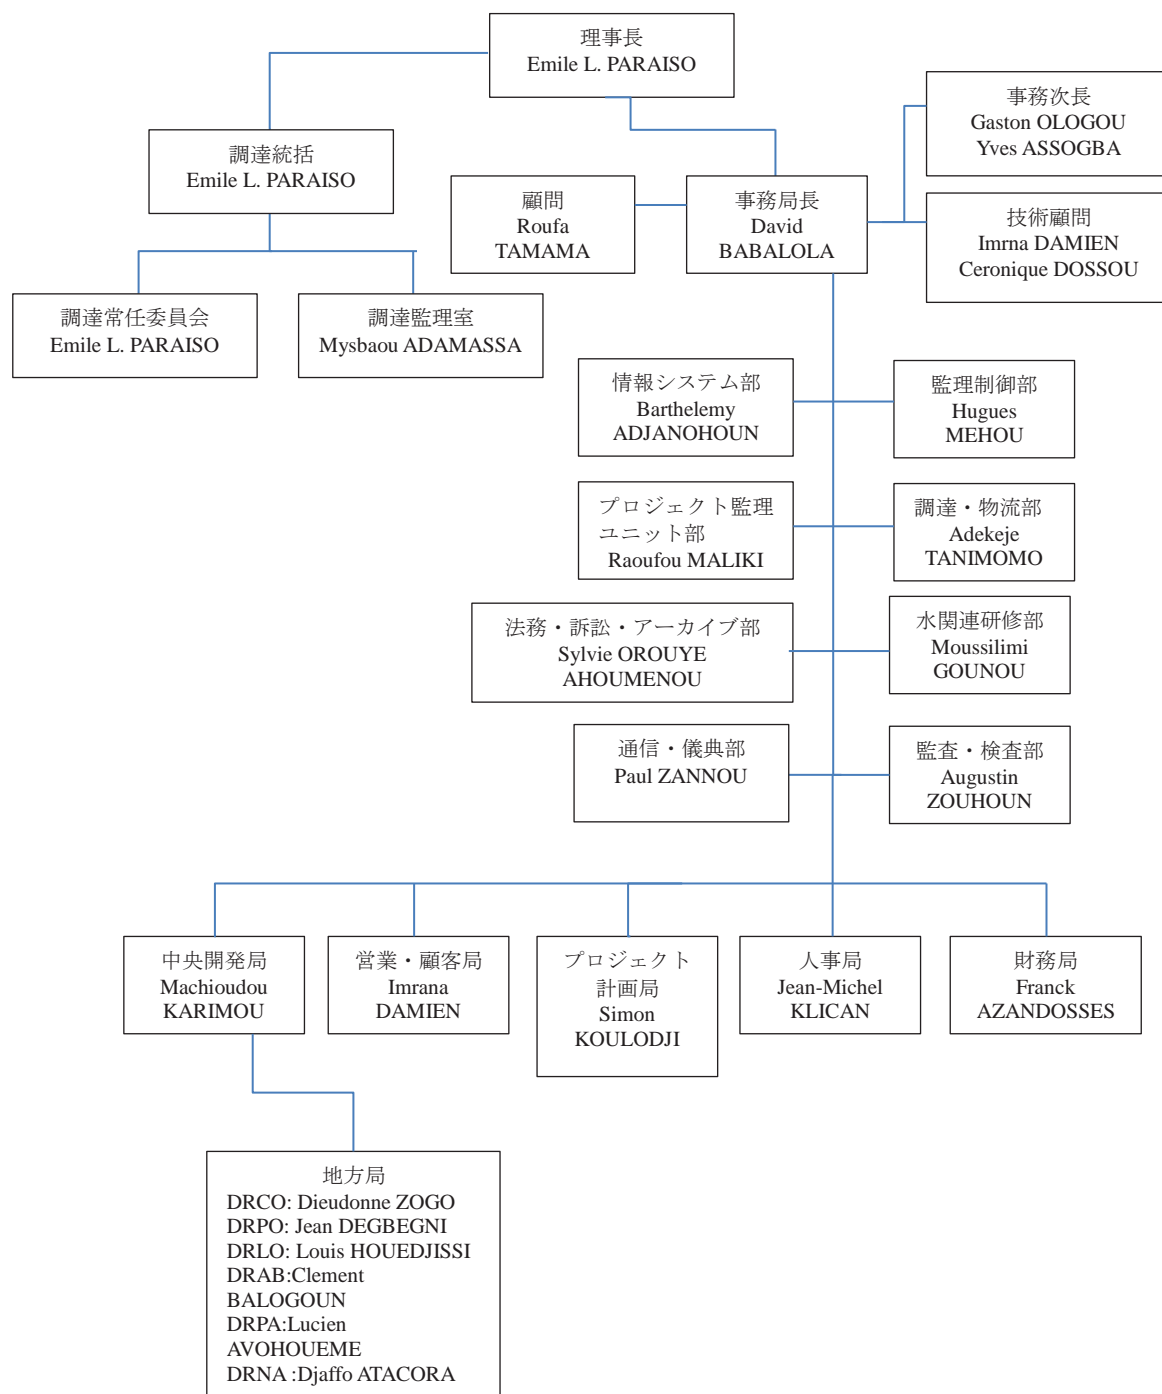 理事長
Emile L. PARAISO
事務次長
Gaston OLOGOU
Yves ASSOGBA
調達統括
Emile L. PARAISO
顧問
Roufa
TAMAMA
事務局長
David
BABALOLA
技術顧問
Imrna DAMIEN
Ceronique DOSSOU
調達常任委員会
Emile L. PARAISO
調達監理室
Mysbaou ADAMASSA
情報システム部
Barthelemy
ADJANOHOUN
監理制御部
Hugues
MEHOU
プロジェクト監理
ユニット部
Raoufou MALIKI
調達・物流部
Adekeje
TANIMOMO
法務・訴訟・アーカイブ部
Sylvie OROUYE
AHOUMENOU
水関連研修部
Moussilimi
GOUNOU
通信・儀典部
Paul ZANNOU
監査・検査部
Augustin
ZOUHOUN
中央開発局
Machioudou
KARIMOU
営業・顧客局
Imrana
DAMIEN
プロジェクト
計画局
Simon
KOULODJI
人事局
Jean-Michel
KLICAN
財務局
Franck
AZANDOSSES
地方局
DRCO: Dieudonne ZOGO
DRPO: Jean DEGBEGNI
DRLO: Louis HOUEDJISSI
DRAB:Clement
BALOGOUN
DRPA:Lucien
AVOHOUEME
DRNA :Djaffo ATACORA